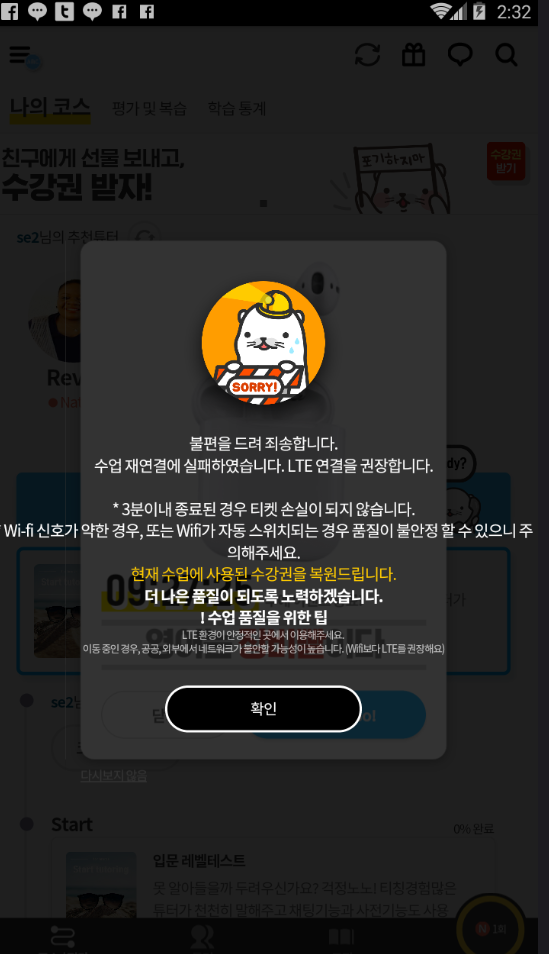 2:32
나의 코스 평가 및 복습 학습 통계
친구에게 선물 보내고,
수강권 받자!
포기하지마
수강권
받기
se2님의 추천튜터
SORRY!
불편을 드려 죄송합니다.
수업 재연결에 실패하였습니다. LTE 연결을 권장합니다.
* 3분이내 종료된 경우 티켓 손실이 되지 않습니다.
Wi-fi 신호가 약한 경우, 또는 Wifi가 자동 스위치되는 경우 품질이 불안정 할 수 있으니 주
의해주세요.
현재 수업에 사용된 수강권을 복원드립니다.
더 나은 품질이 되도록 노력하겠습니다.
! 수업 품질을 위한 팁
LTE 환경이 안정적인 곳에서 이용해주세요.
이동 중인 경우, 공공, 외부에서 네트워크가 불안할 가능성이 높습니다. (Wifi보다 LTE를 권장해요)
확인
se2
다시보지 않음
Start
0% 완료
입문 레벨테스트
못 알아들을까 두려우신가요? 걱정노노! 티칭경험많은
튜터가 천천히 말해주고 채팅기능과 사전기능도 사용
N 1회